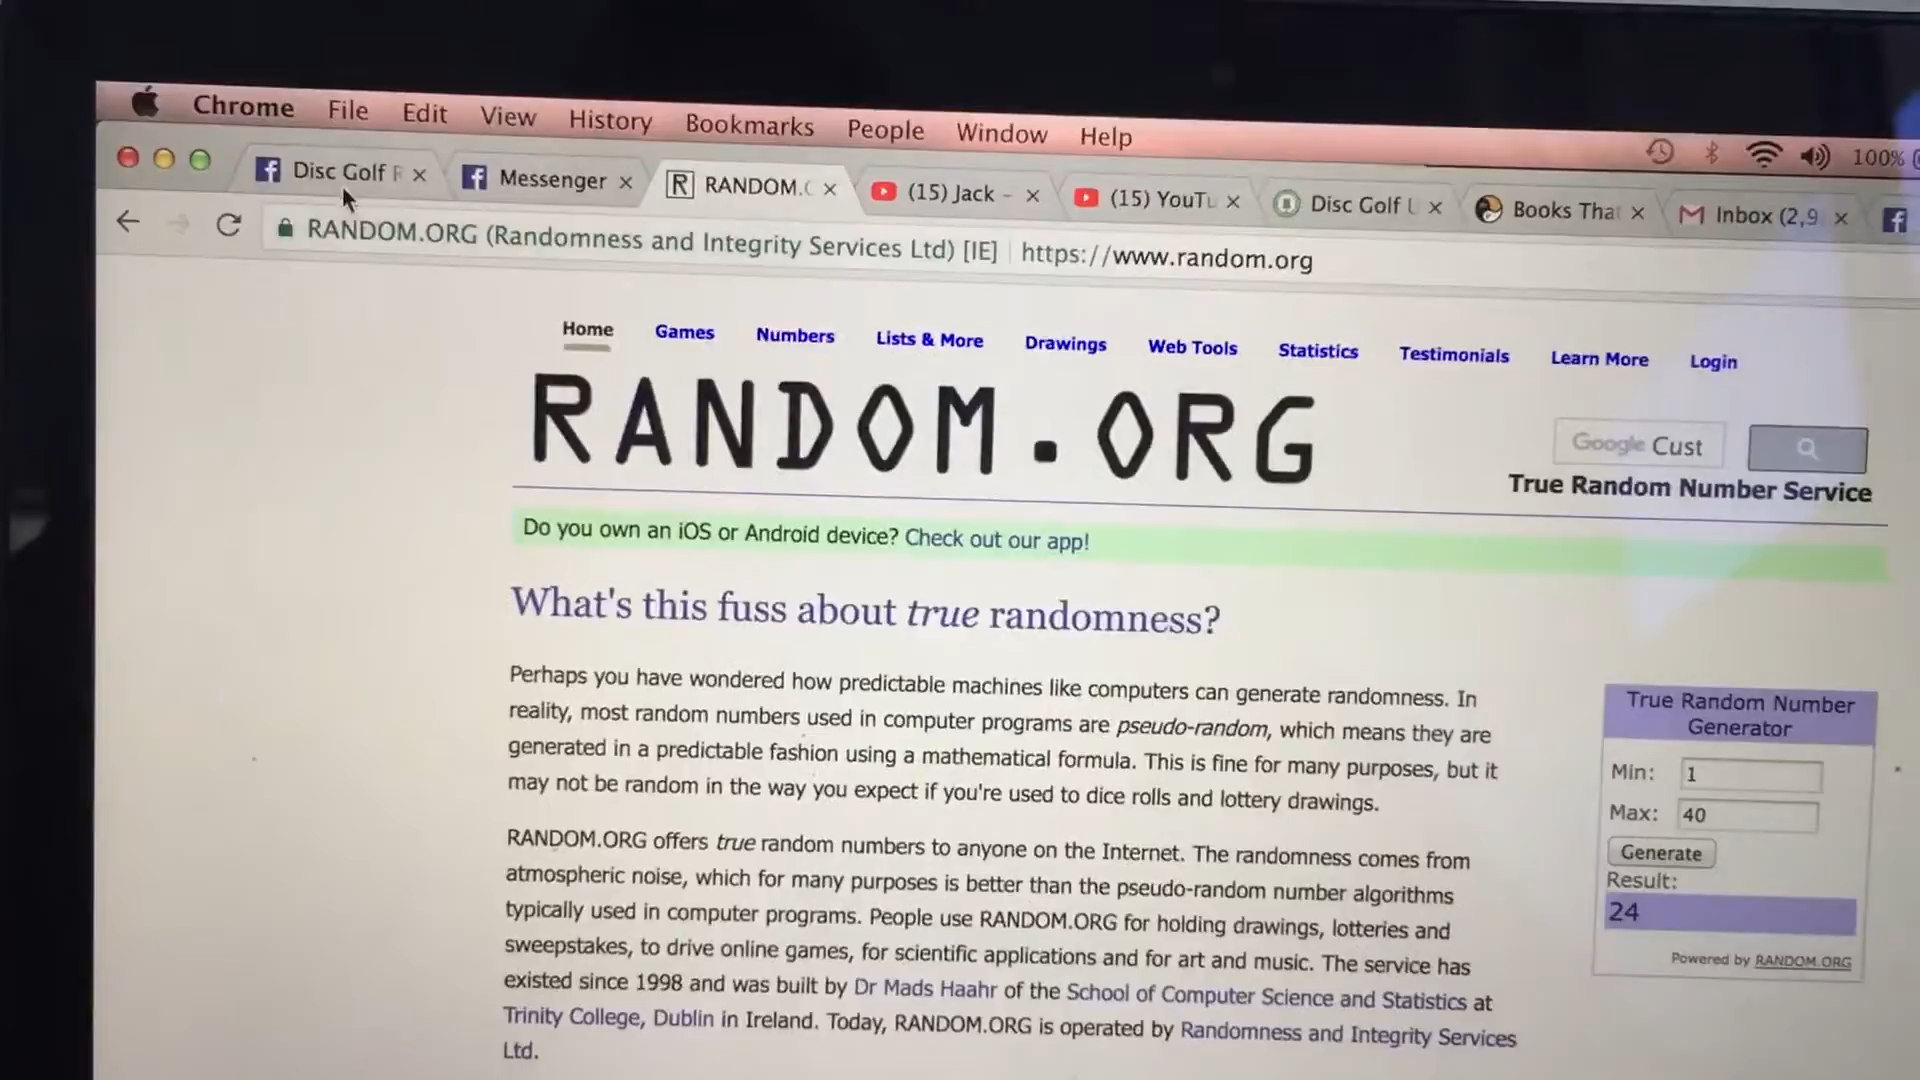 Chrome File Edit View History Bookmarks People Window Help 100%
Disc Golf Messenger RANDOM. (15) Jack - (15) YouTu Disc Golf Books That Inbox (2,9
RANDOM.ORG (Randomness and Integrity Services Ltd) [IE] https://www.random.org
Home Games Numbers Lists & More Drawings Web Tools Statistics Testimonials Learn More Login
RANDOM.ORG
Google Cust
True Random Number Service
Do you own an iOS or Android device? Check out our app!
What's this fuss about true randomness?
Perhaps you have wondered how predictable machines like computers can generate randomness. In
reality, most random numbers used in computer programs are pseudo-random, which means they are
generated in a predictable fashion using a mathematical formula. This is fine for many purposes, but it
may not be random in the way you expect if you're used to dice rolls and lottery drawings.
RANDOM.ORG offers true random numbers to anyone on the Internet. The randomness comes from
atmospheric noise, which for many purposes is better than the pseudo-random number algorithms
typically used in computer programs. People use RANDOM.ORG for holding drawings, lotteries and
sweepstakes, to drive online games, for scientific applications and for art and music. The service has
existed since 1998 and was built by Dr Mads Haahr of the School of Computer Science and Statistics at
Trinity College, Dublin in Ireland. Today, RANDOM.ORG is operated by Randomness and Integrity Services
Ltd.
True Random Number
Generator
Min: 1
Max: 40
Generate
Result:
24
Powered by RANDOM.ORG